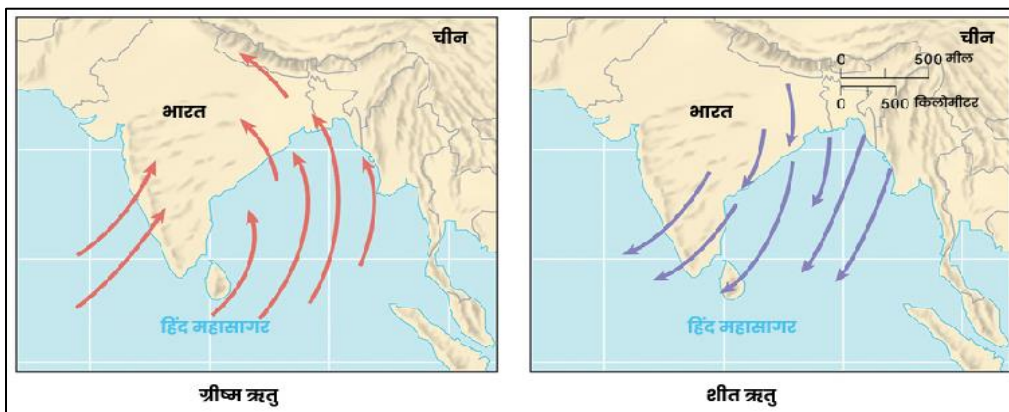 चीन
भारत
हिंद महासागर
ग्रीष्म ऋतु
चीन
0 500 मील
0 500 किलोमीटर
भारत
हिंद महासागर
शीत ऋतु